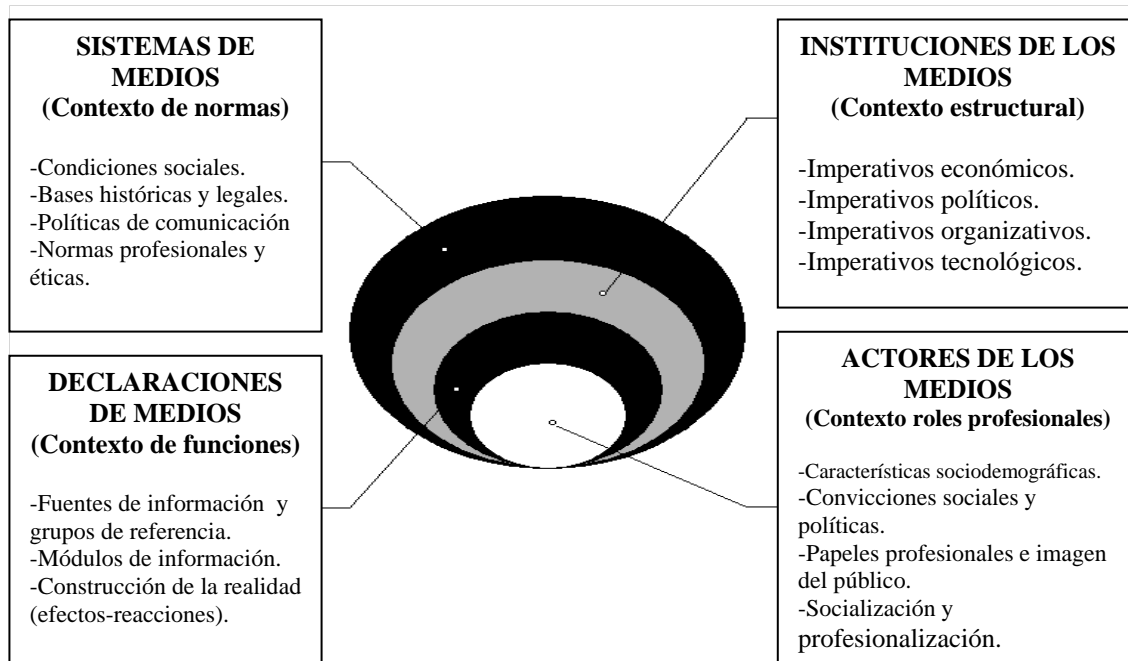 SISTEMAS DE
MEDIOS
(Contexto de normas)
-Condiciones sociales.
-Bases históricas y legales.
-Políticas de comunicación
-Normas profesionales y
éticas.
INSTITUCIONES DE LOS
MEDIOS
(Contexto estructural)
-Imperativos económicos.
-Imperativos políticos.
-Imperativos organizativos.
-Imperativos tecnológicos.
DECLARACIONES
DE MEDIOS
(Contexto de funciones)
-Fuentes de información y
grupos de referencia.
-Módulos de información.
-Construcción de la realidad
(efectos-reacciones).
ACTORES DE LOS
MEDIOS
(Contexto roles profesionales)
-Características sociodemográficas.
-Convicciones sociales y
políticas.
-Papeles profesionales e imagen
del público.
-Socialización y
profesionalización.